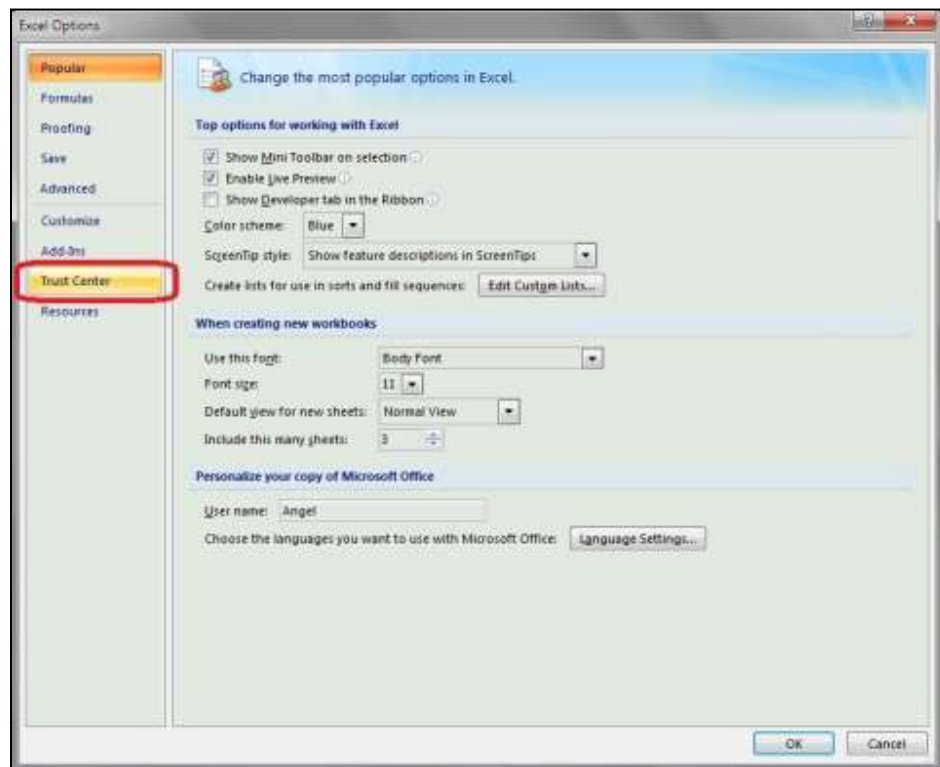 Excel Options
Popular
Formulas
Proofing
Save
Advanced
Customize
Add-Ins
Trust Center
Resources
Change the most popular options in Excel.
Top options for working with Excel
Show Mini Toolbar on selection
Enable Live Preview
Show Developer tab in the Ribbon
Color scheme: Blue
ScreenTip style: Show feature descriptions in ScreenTips
Create lists for use in sorts and fill sequences: Edit Custom Lists...
When creating new workbooks
Use this font: Body Font
Font size: 11
Default view for new sheets: Normal View
Include this many sheets: 3
Personalize your copy of Microsoft Office
User name: Angel
Choose the languages you want to use with Microsoft Office: Language Settings...
OK Cancel